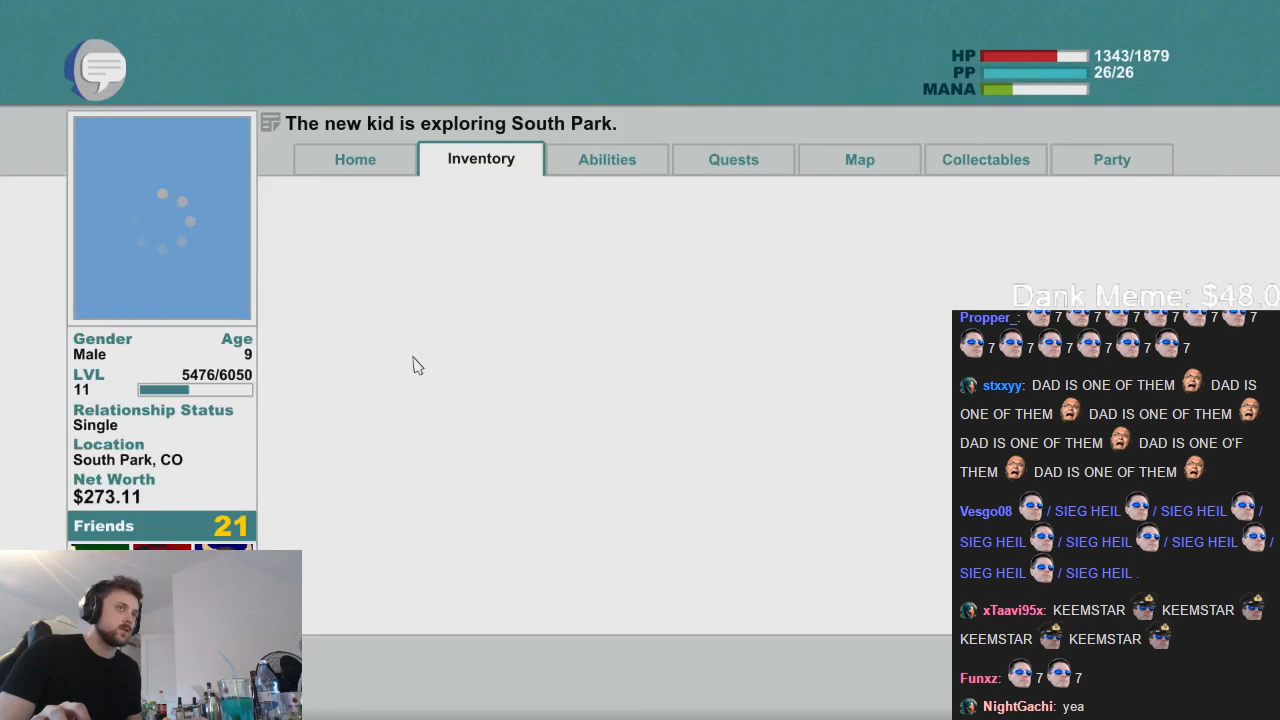 HP 1343/1879
PP 26/26
MANA
The new kid is exploring South Park.
Home Inventory Abilities Quests Map Collectables Party
Gender Age
Male 9
LVL 5476/6050
11
Relationship Status
Single
Location
South Park, CO
Net Worth
$273.11
Friends 21
Dank Meme: $48.0
Propper_: 7 7 7 7 7 7
7 7 7 7 7 7
stxxyy: DAD IS ONE OF THEM DAD IS
ONE OF THEM DAD IS ONE OF THEM
DAD IS ONE OF THEM DAD IS ONE O'F
THEM DAD IS ONE OF THEM
Vesgo08 / SIEG HEIL / SIEG HEIL /
SIEG HEIL / SIEG HEIL / SIEG HEIL /
SIEG HEIL / SIEG HEIL .
xTaavi95x: KEEMSTAR KEEMSTAR
KEEMSTAR KEEMSTAR
Funxz: 7 7
NightGachi: yea